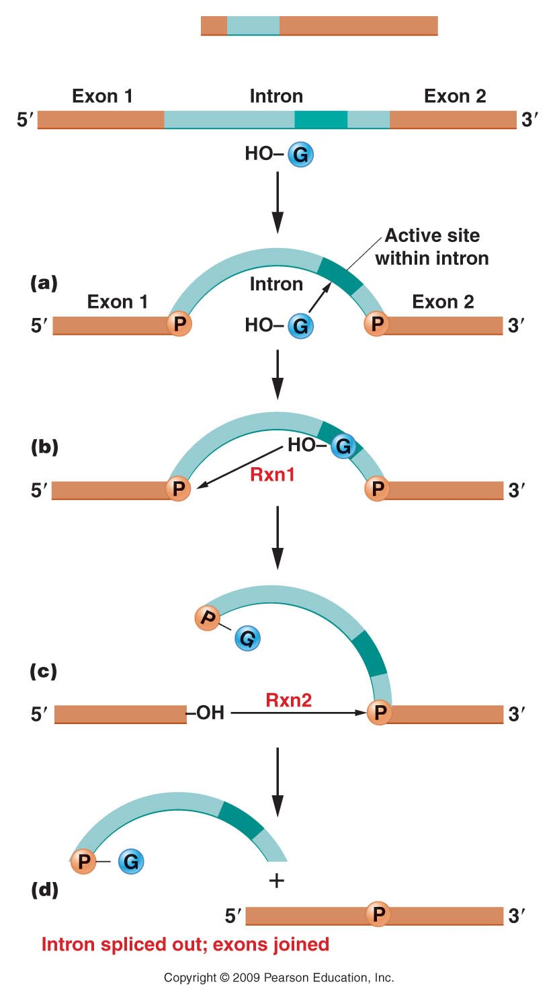 Exon 1 Intron Exon 2
5′ 3′
HO– G
Active site
within intron
(a)
Intron
Exon 1 Exon 2
5′ P HO– G P 3′
(b) HO– G
Rxn1
5′ P P 3′
P G
(c)
Rxn2
5′ –OH P 3′
P – G
+
(d)
5′ P 3′
Intron spliced out; exons joined
Copyright © 2009 Pearson Education, Inc.